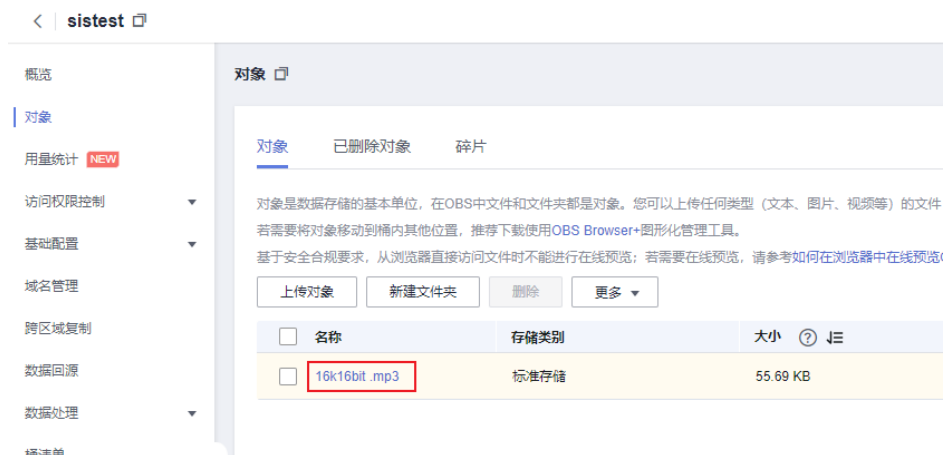 sistest
概览
对象
用量统计 NEW
访问权限控制
基础配置
域名管理
跨区域复制
数据回源
数据处理
桶清单
对象
对象 已删除对象 碎片
对象是数据存储的基本单位，在OBS中文件和文件夹都是对象。您可以上传任何类型（文本、图片、视频等）的文件
若需要将对象移动到桶内其他位置，推荐下载使用OBS Browser+图形化管理工具。
基于安全合规要求，从浏览器直接访问文件时不能进行在线预览；若需要在线预览，请参考如何在浏览器中在线预览O
上传对象 新建文件夹 删除 更多
名称 存储类别 大小
16k16bit .mp3 标准存储 55.69 KB